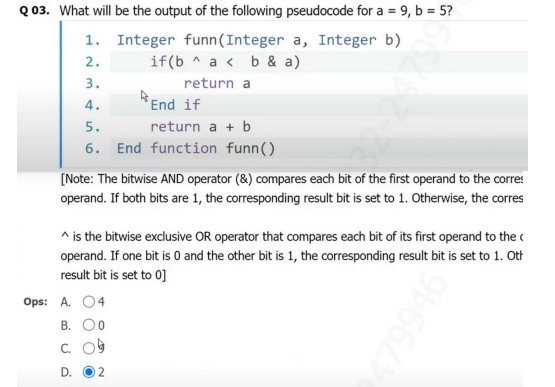 Q 03. What will be the output of the following pseudocode for a = 9, b = 5?
1. Integer funn(Integer a, Integer b)
2. if(b ^ a < b & a)
3. return a
4. End if
5. return a + b
6. End function funn()
[Note: The bitwise AND operator (&) compares each bit of the first operand to the
operand. If both bits are 1, the corresponding result bit is set to 1. Otherwise, the
^ is the bitwise exclusive OR operator that compares each bit of its first operand to the
operand. If one bit is 0 and the other bit is 1, the corresponding result bit is set to 1.
result bit is set to 0]
Ops: A. 4
B. 0
C. 9
D. 2